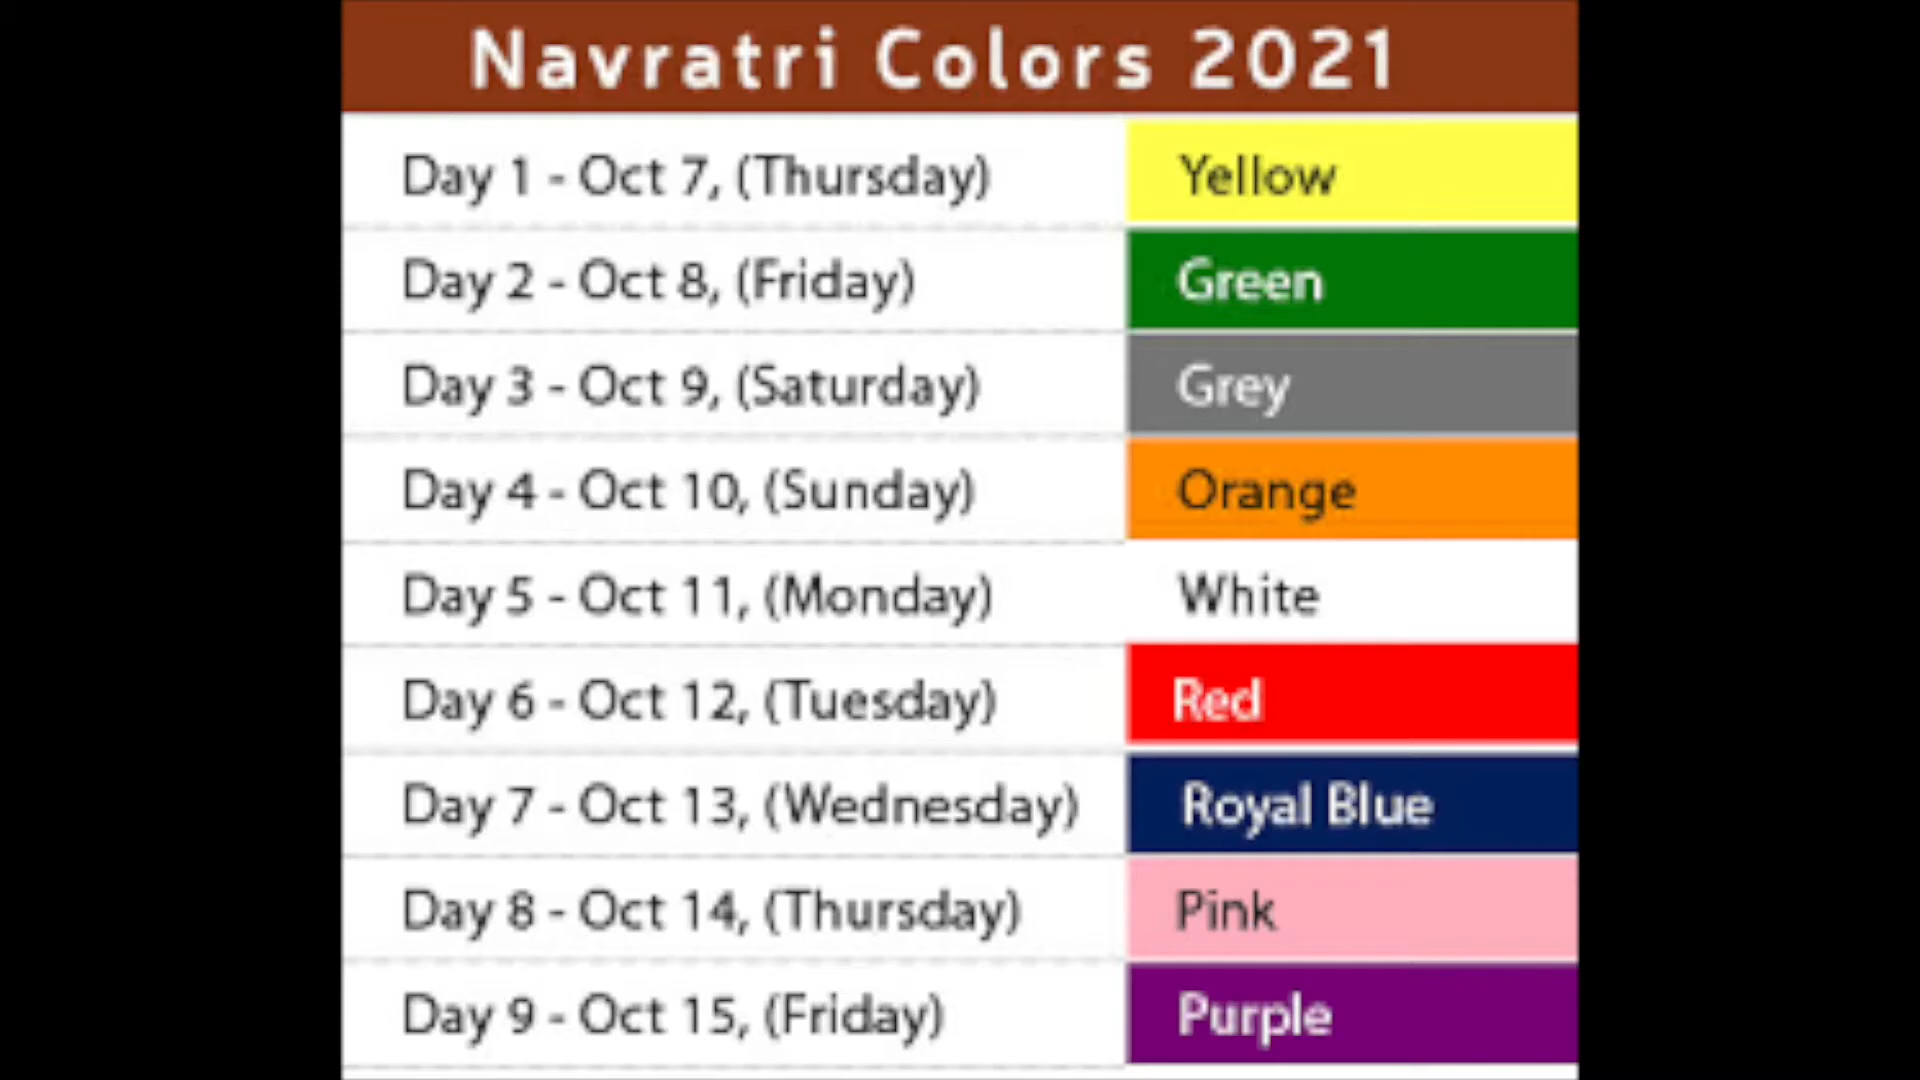 Navratri Colors 2021
Day 1 - Oct 7, (Thursday) Yellow
Day 2 - Oct 8, (Friday) Green
Day 3 - Oct 9, (Saturday) Grey
Day 4 - Oct 10, (Sunday) Orange
Day 5 - Oct 11, (Monday) White
Day 6 - Oct 12, (Tuesday) Red
Day 7 - Oct 13, (Wednesday) Royal Blue
Day 8 - Oct 14, (Thursday) Pink
Day 9 - Oct 15, (Friday) Purple